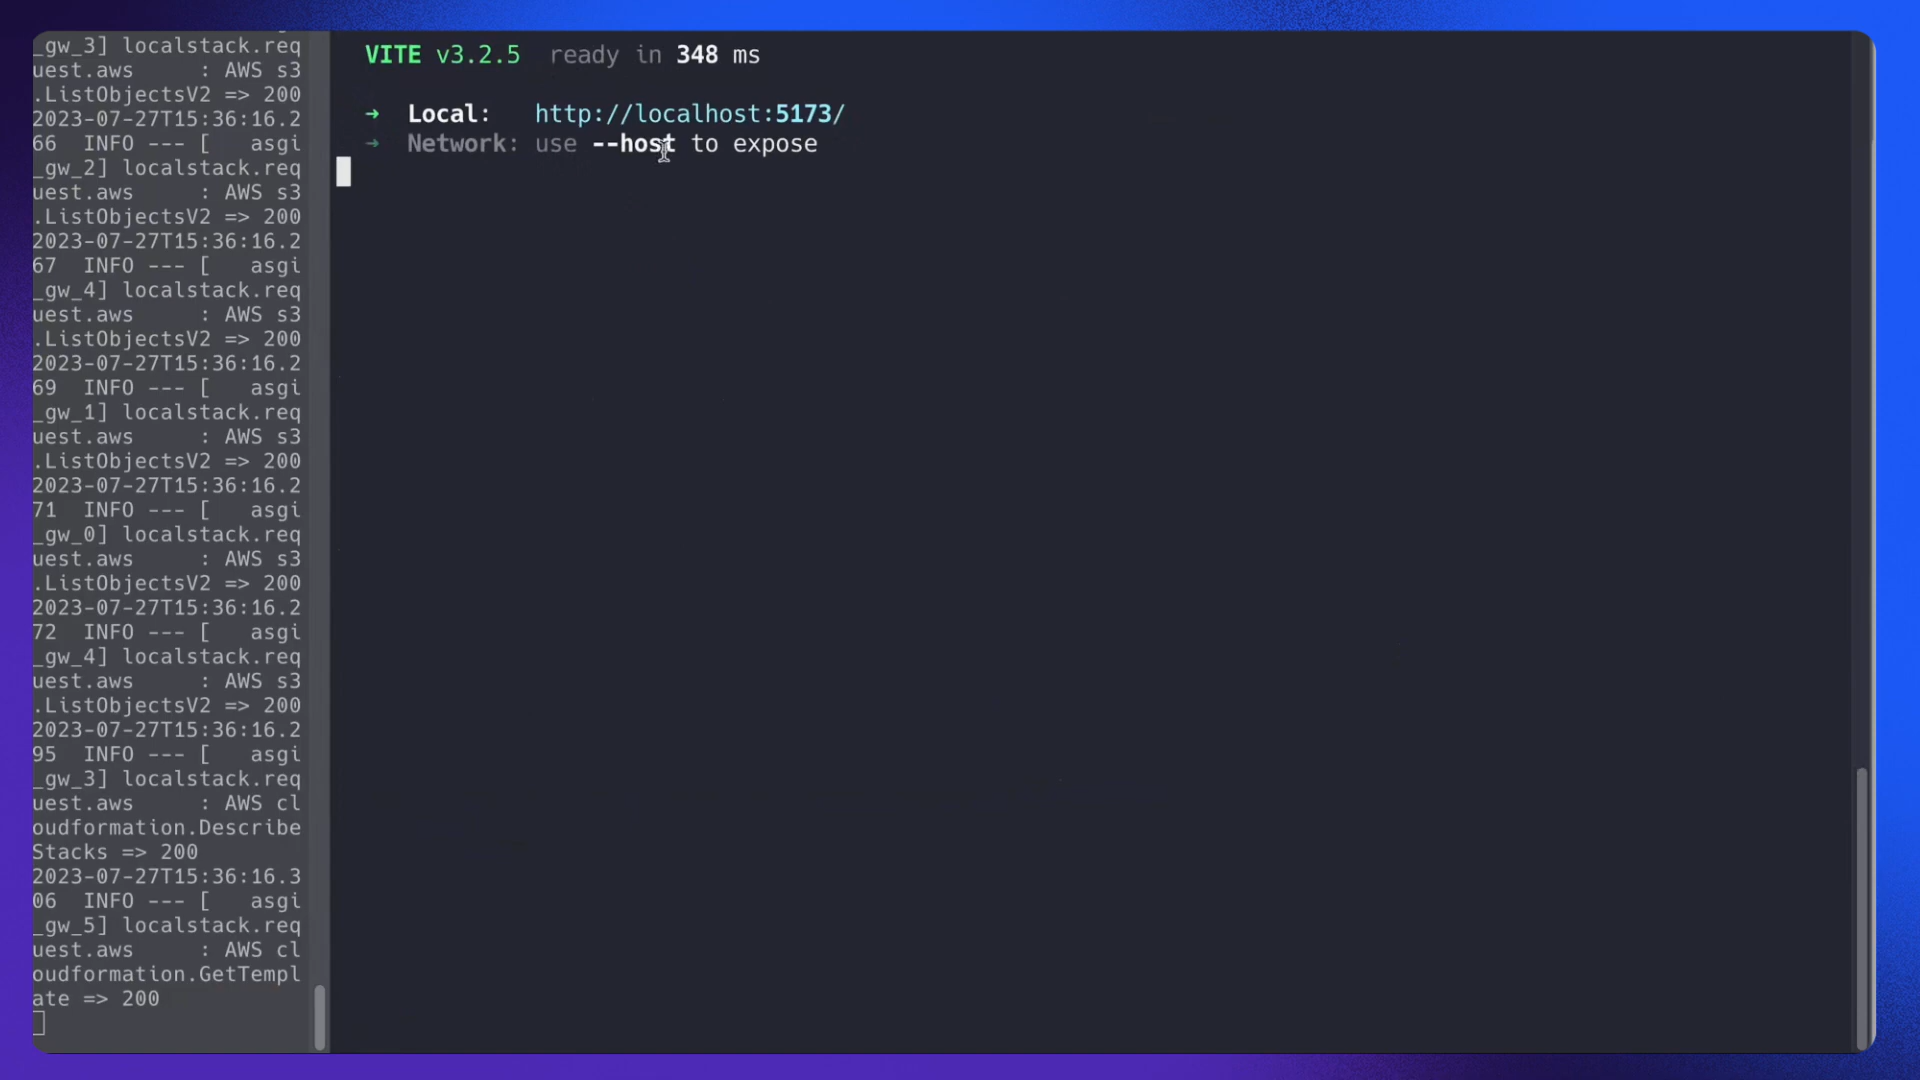 _gw_3] localstack.req
uest.aws     : AWS s3
.ListObjectsV2 => 200
2023-07-27T15:36:16.2
66  INFO --- [   asgi
_gw_2] localstack.req
uest.aws     : AWS s3
.ListObjectsV2 => 200
2023-07-27T15:36:16.2
67  INFO --- [   asgi
_gw_4] localstack.req
uest.aws     : AWS s3
.ListObjectsV2 => 200
2023-07-27T15:36:16.2
69  INFO --- [   asgi
_gw_1] localstack.req
uest.aws     : AWS s3
.ListObjectsV2 => 200
2023-07-27T15:36:16.2
71  INFO --- [   asgi
_gw_0] localstack.req
uest.aws     : AWS s3
.ListObjectsV2 => 200
2023-07-27T15:36:16.2
72  INFO --- [   asgi
_gw_4] localstack.req
uest.aws     : AWS s3
.ListObjectsV2 => 200
2023-07-27T15:36:16.2
95  INFO --- [   asgi
_gw_3] localstack.req
uest.aws     : AWS cl
oudformation.Describe
Stacks => 200
2023-07-27T15:36:16.3
06  INFO --- [   asgi
_gw_5] localstack.req
uest.aws     : AWS cl
oudformation.GetTempl
ate => 200
VITE v3.2.5  ready in 348 ms
➜  Local:   http://localhost:5173/
➜  Network: use --host to expose